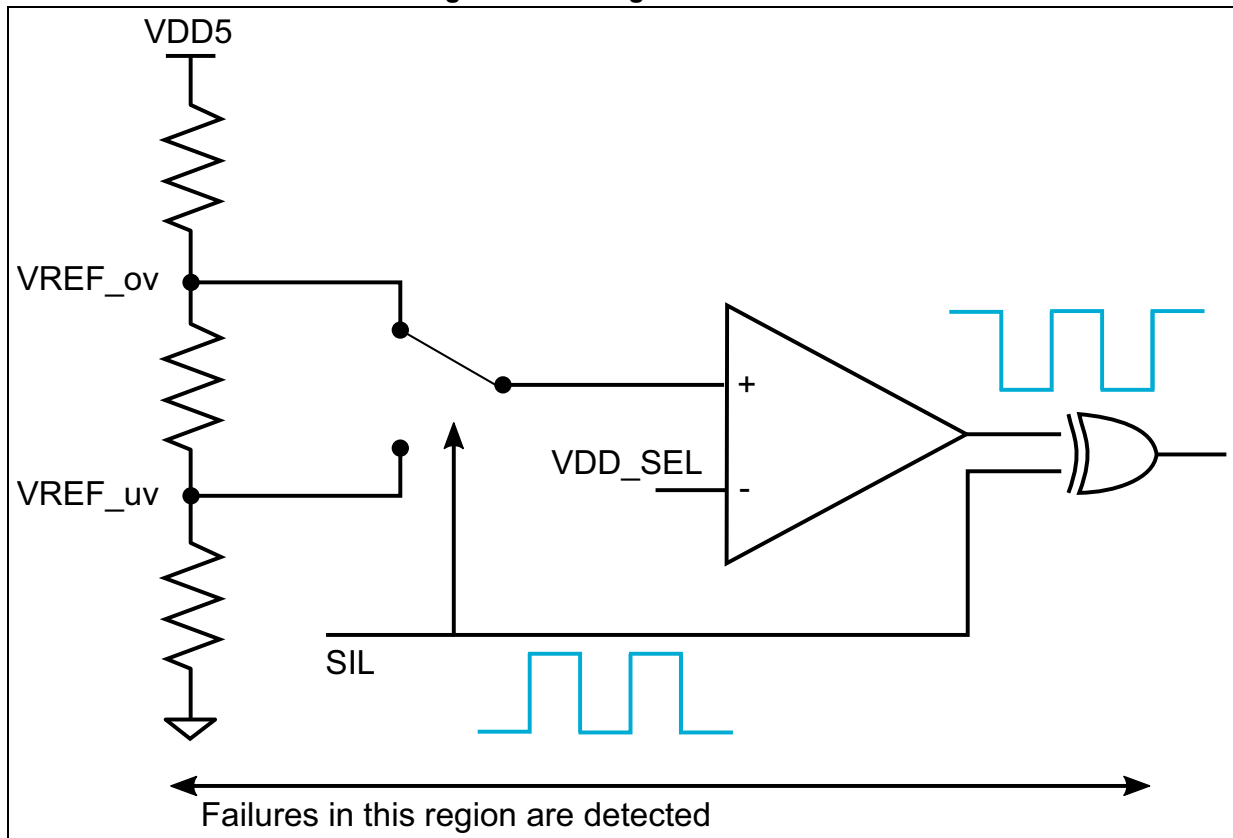 VDD5
VREF_ov
+
VDD_SEL
-
VREF_uv
SIL
Failures in this region are detected